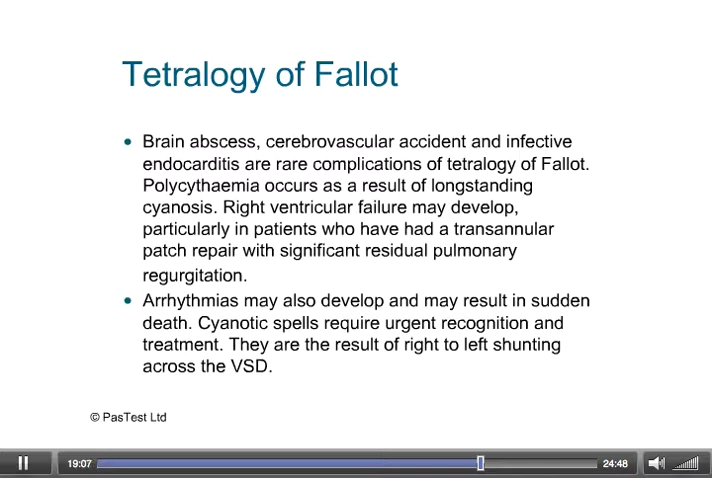 Tetralogy of Fallot
• Brain abscess, cerebrovascular accident and infective
endocarditis are rare complications of tetralogy of Fallot.
Polycythaemia occurs as a result of longstanding
cyanosis. Right ventricular failure may develop,
particularly in patients who have had a transannular
patch repair with significant residual pulmonary
regurgitation.
• Arrhythmias may also develop and may result in sudden
death. Cyanotic spells require urgent recognition and
treatment. They are the result of right to left shunting
across the VSD.
© PasTest Ltd
19:07 24:48